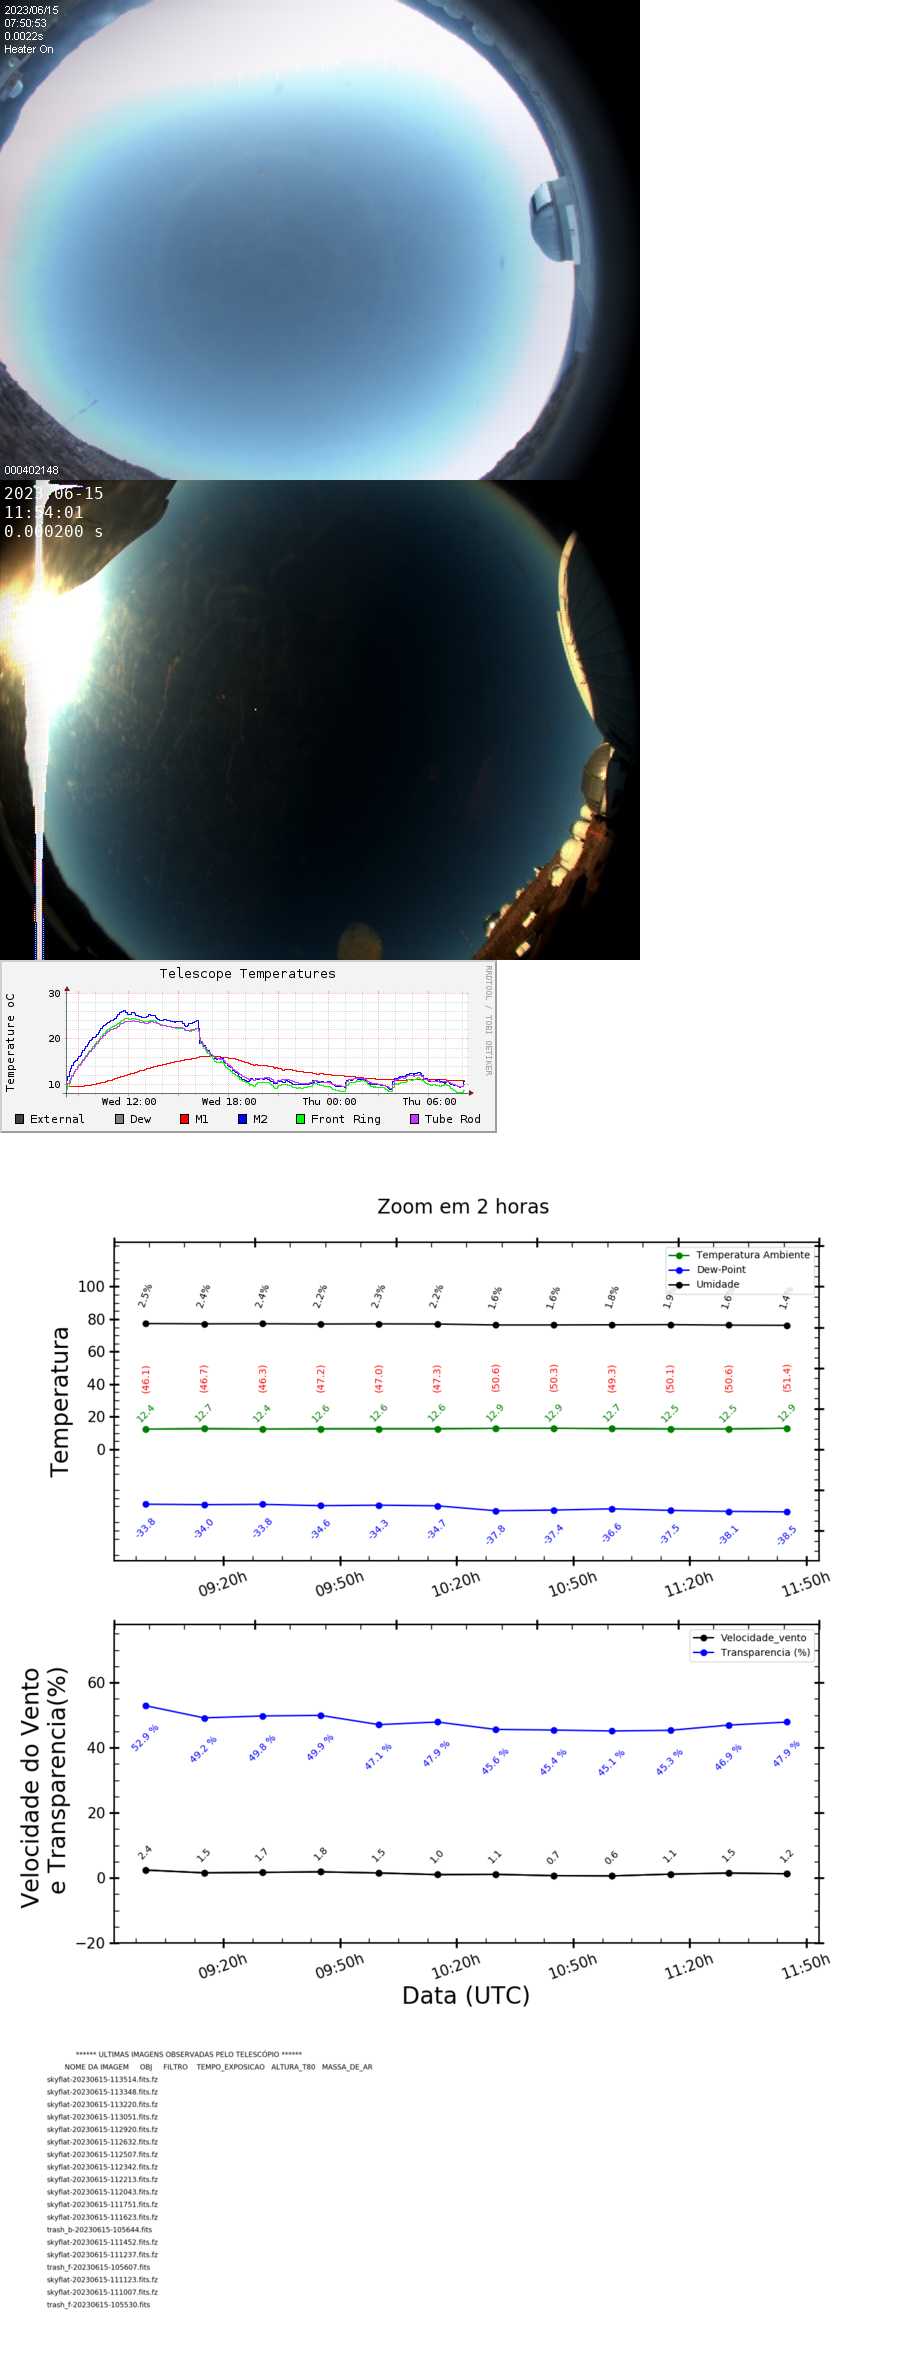 2023/06/15
07:50:53
0.0022s
Heater On
000402148
2023-06-15
11:54:01
0.000200 s
Telescope Temperatures
RRDTOOL / TOBI OETIKER
Temperature oC
30
20
10
Wed 12:00 Wed 18:00 Thu 00:00 Thu 06:00
External Dew M1 M2 Front Ring Tube Rod
Zoom em 2 horas
Temperatura Ambiente
Dew-Point
Umidade
Temperatura
100
80
60
40
20
0
2.5% 2.4% 2.4% 2.2% 2.3% 2.2% 1.6% 1.6% 1.8% 1.9 1.6 1.4
(46.1) (46.7) (46.3) (47.2) (47.0) (47.3) (50.6) (50.3) (49.3) (50.1) (50.6) (51.4)
12.4 12.7 12.4 12.6 12.6 12.6 12.9 12.9 12.7 12.5 12.5 12.9
-33.8 -34.0 -33.8 -34.6 -34.3 -34.7 -37.8 -37.4 -36.6 -37.5 -38.1 -38.5
09:20h 09:50h 10:20h 10:50h 11:20h 11:50h
Velocidade_vento
Transparencia (%)
Velocidade do Vento
e Transparencia(%)
60
40
20
0
−20
52.9 % 49.2 % 49.8 % 49.9 % 47.1 % 47.9 % 45.6 % 45.4 % 45.1 % 45.3 % 46.9 % 47.9 %
2.4 1.5 1.7 1.8 1.5 1.0 1.1 0.7 0.6 1.1 1.5 1.2
09:20h 09:50h 10:20h 10:50h 11:20h 11:50h
Data (UTC)
****** ULTIMAS IMAGENS OBSERVADAS PELO TELESCÓPIO ******
NOME DA IMAGEM OBJ FILTRO TEMPO_EXPOSICAO ALTURA_T80 MASSA_DE_AR
skyflat-20230615-113514.fits.fz
skyflat-20230615-113348.fits.fz
skyflat-20230615-113220.fits.fz
skyflat-20230615-113051.fits.fz
skyflat-20230615-112920.fits.fz
skyflat-20230615-112632.fits.fz
skyflat-20230615-112507.fits.fz
skyflat-20230615-112342.fits.fz
skyflat-20230615-112213.fits.fz
skyflat-20230615-112043.fits.fz
skyflat-20230615-111751.fits.fz
skyflat-20230615-111623.fits.fz
trash_b-20230615-105644.fits
skyflat-20230615-111452.fits.fz
skyflat-20230615-111237.fits.fz
trash_f-20230615-105607.fits
skyflat-20230615-111123.fits.fz
skyflat-20230615-111007.fits.fz
trash_f-20230615-105530.fits